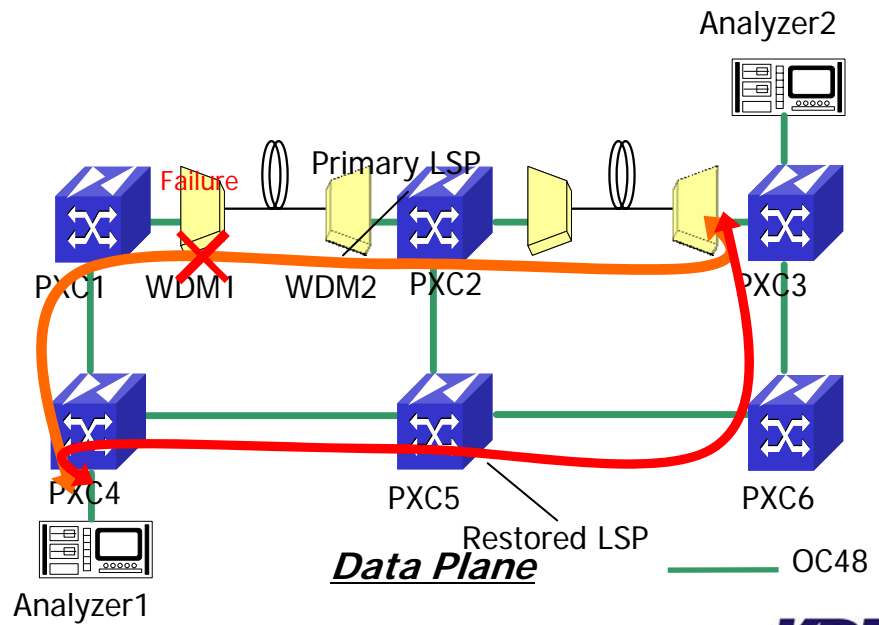 Analyzer2
Primary LSP
Failure
PXC1
WDM1
WDM2
PXC2
PXC3
PXC4
PXC5
PXC6
Restored LSP
Data Plane
OC48
Analyzer1